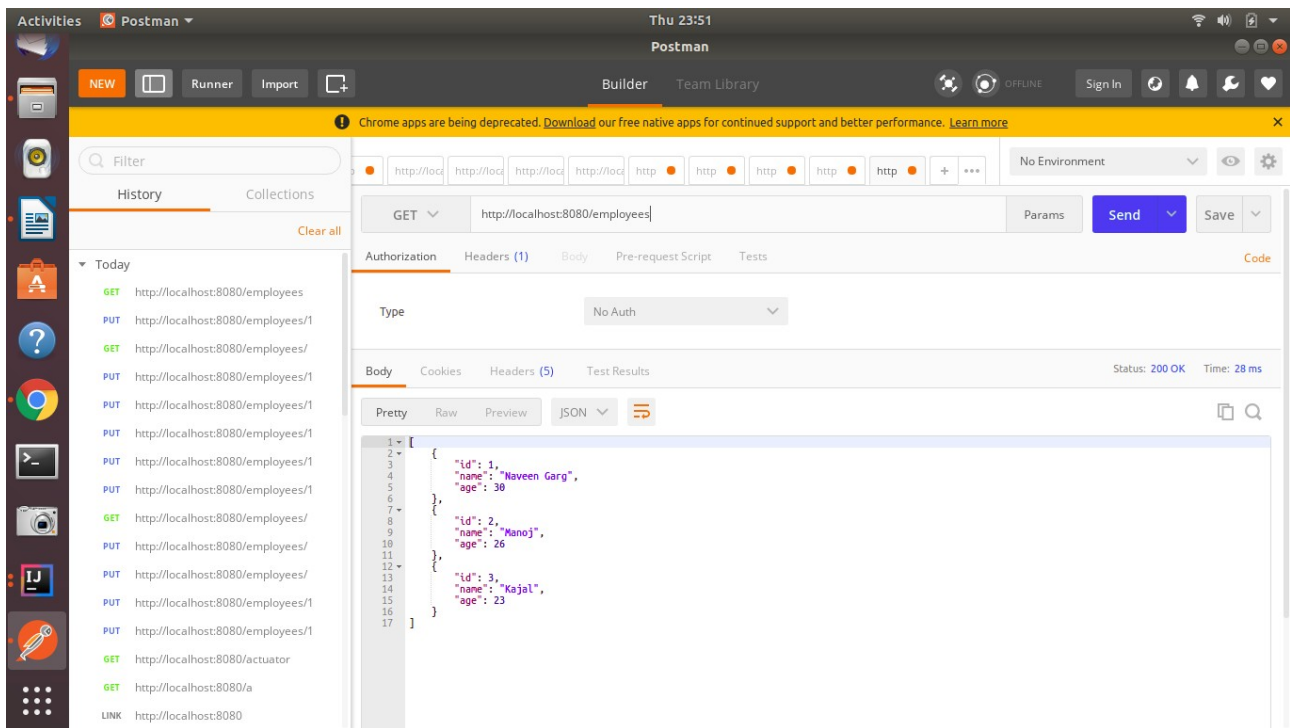 Activities Postman Thu 23:51
Postman
NEW Runner Import Builder Team Library OFFLINE Sign In
Chrome apps are being deprecated. Download our free native apps for continued support and better performance. Learn more
Filter
History Collections
Clear all
Today
GET http://localhost:8080/employees
PUT http://localhost:8080/employees/1
GET http://localhost:8080/employees/
PUT http://localhost:8080/employees/1
PUT http://localhost:8080/employees/1
PUT http://localhost:8080/employees/1
PUT http://localhost:8080/employees/1
PUT http://localhost:8080/employees/1
GET http://localhost:8080/employees/
PUT http://localhost:8080/employees/
PUT http://localhost:8080/employees/
PUT http://localhost:8080/employees/1
PUT http://localhost:8080/employees/1
GET http://localhost:8080/actuator
GET http://localhost:8080/a
LINK http://localhost:8080
http://loca http://loca http://loca http://loca http http http http http + •••
No Environment
GET http://localhost:8080/employees Params Send Save
Authorization Headers (1) Body Pre-request Script Tests Code
Type No Auth
Body Cookies Headers (5) Test Results Status: 200 OK Time: 28 ms
Pretty Raw Preview JSON
1 [
2 {
3 "id": 1,
4 "name": "Naveen Garg",
5 "age": 30
6 },
7 {
8 "id": 2,
9 "name": "Manoj",
10 "age": 26
11 },
12 {
13 "id": 3,
14 "name": "Kajal",
15 "age": 23
16 }
17 ]